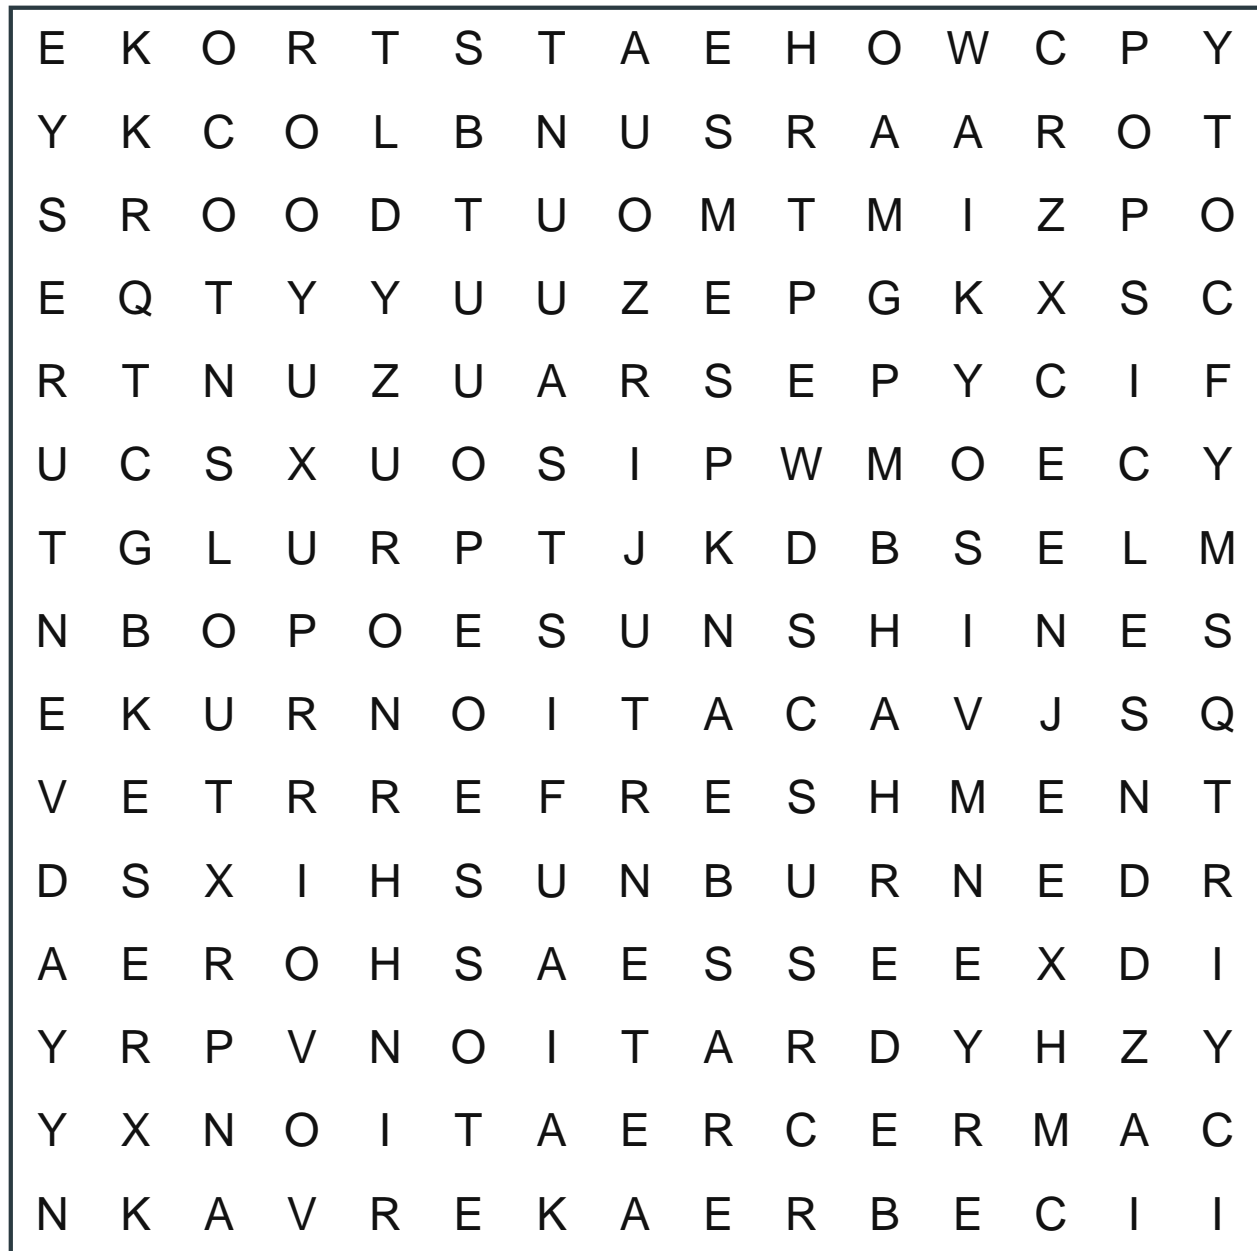 E K O R T S T A E H O W C P Y
Y K C O L B N U S R A A R O T
S R O O D T U O M T M I Z P O
E Q T Y Y U U Z E P G K X S C
R T N U Z U A R S E P Y C I F
U C S X U O S I P W M O E C Y
T G L U R P T J K D B S E L M
N B O P O E S U N S H I N E S
E K U R N O I T A C A V J S Q
V E T R R E F R E S H M E N T
D S X I H S U N B U R N E D R
A E R O H S A E S S E E X D I
Y R P V N O I T A R D Y H Z Y
Y X N O I T A E R C E R M A C
N K A V R E K A E R B E C I I